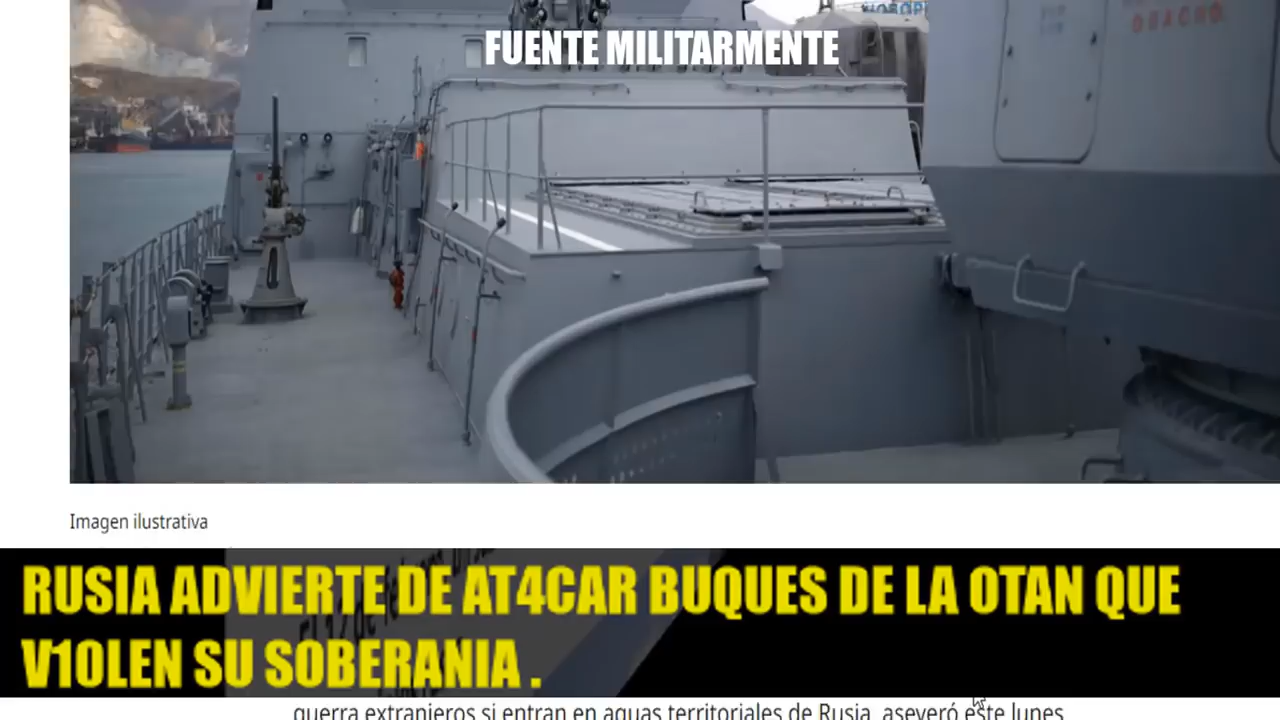 FUENTE MILITARMENTE
Imagen ilustrativa
RUSIA ADVIERTE DE AT4CAR BUQUES DE LA OTAN QUE
V10LEN SU SOBERANIA .
guerra extranjeros si entran en aguas territoriales de Rusia, aseveró este lunes